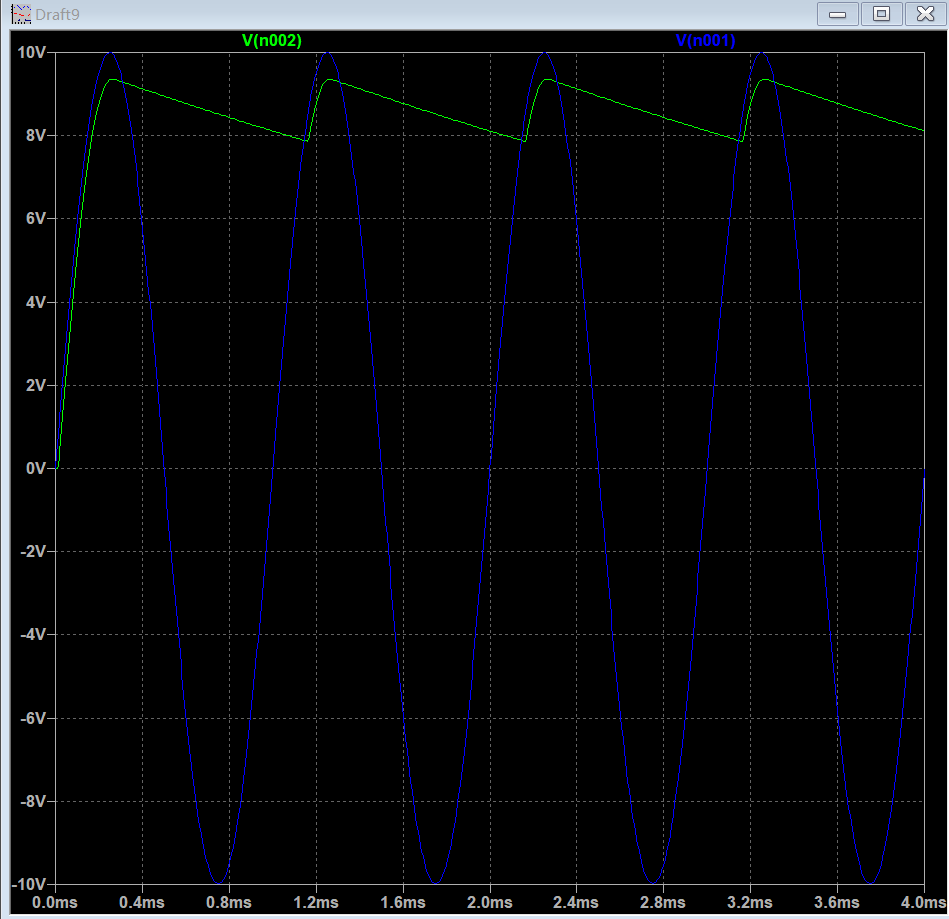 Draft9
V(n002) V(n001)
10V
8V
6V
4V
2V
0V
-2V
-4V
-6V
-8V
-10V
0.0ms 0.4ms 0.8ms 1.2ms 1.6ms 2.0ms 2.4ms 2.8ms 3.2ms 3.6ms 4.0ms